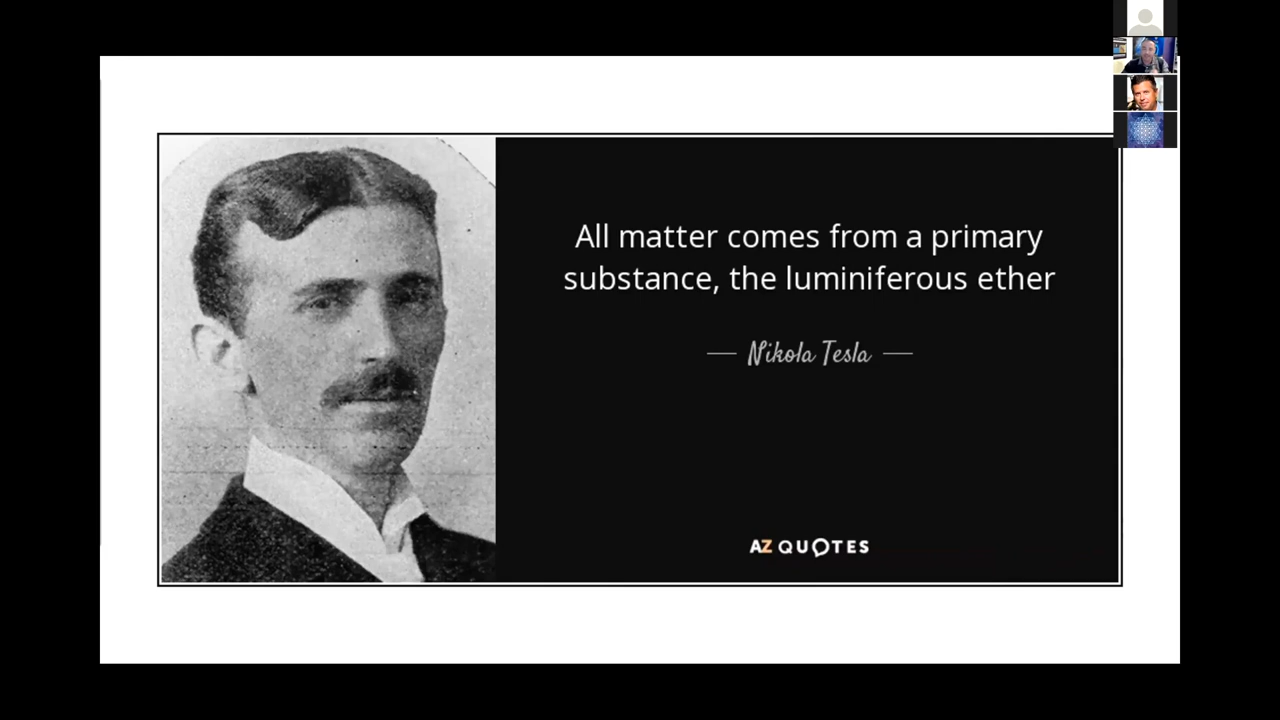 All matter comes from a primary
substance, the luminiferous ether
Nikola Tesla
AZ QUOTES